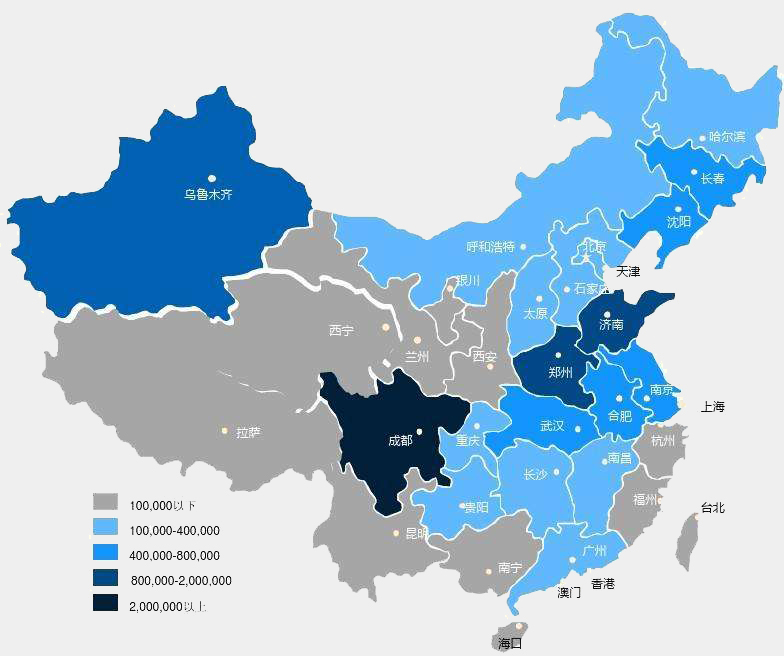 哈尔滨
长春
乌鲁木齐
沈阳
呼和浩特
北京
天津
银川
石家庄
太原
济南
西宁
兰州
西安
郑州
南京
上海
合肥
武汉
拉萨
成都
重庆
杭州
长沙
南昌
福州
贵阳
台北
昆明
广州
南宁
香港
澳门
海口
100,000以下
100,000-400,000
400,000-800,000
800,000-2,000,000
2,000,000以上